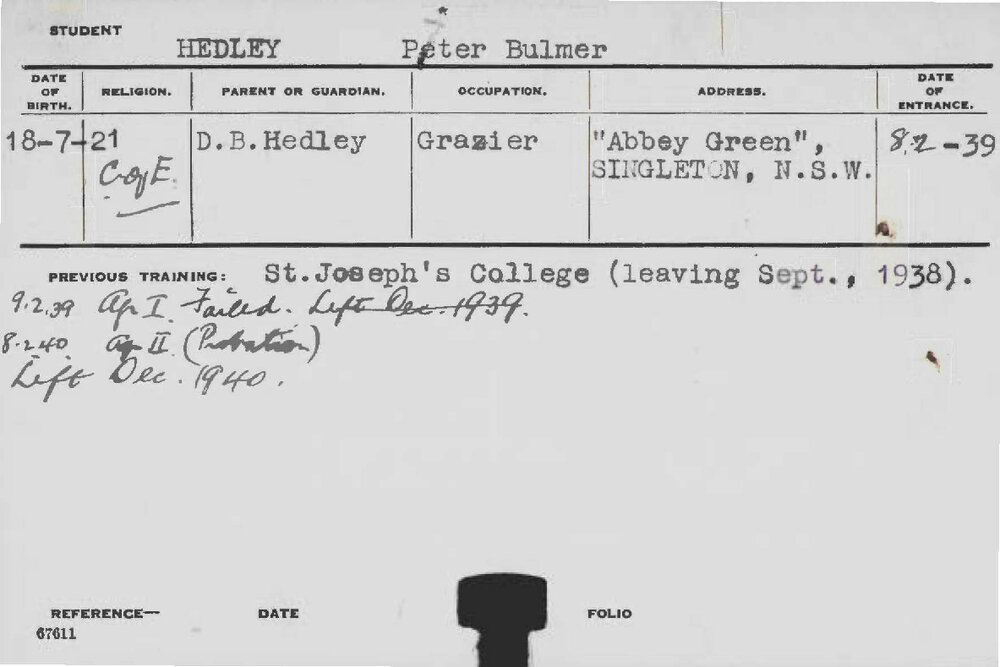 STUDENT HEDLEY Peter Bulmer
DATE OF BIRTH. RELIGION. PARENT OR GUARDIAN. OCCUPATION. ADDRESS. DATE OF ENTRANCE.
18-7-21 C of E. D.B.Hedley Grazier "Abbey Green", 8.2-39
SINGLETON, N.S.W.
PREVIOUS TRAINING: St.Joseph's College (leaving Sept., 1938).
9.2.39 Ag I. Failed. Left Dec. 1939.
8.2.40 Ag II (Probation)
Left Dec. 1940.
REFERENCE— DATE FOLIO
67611